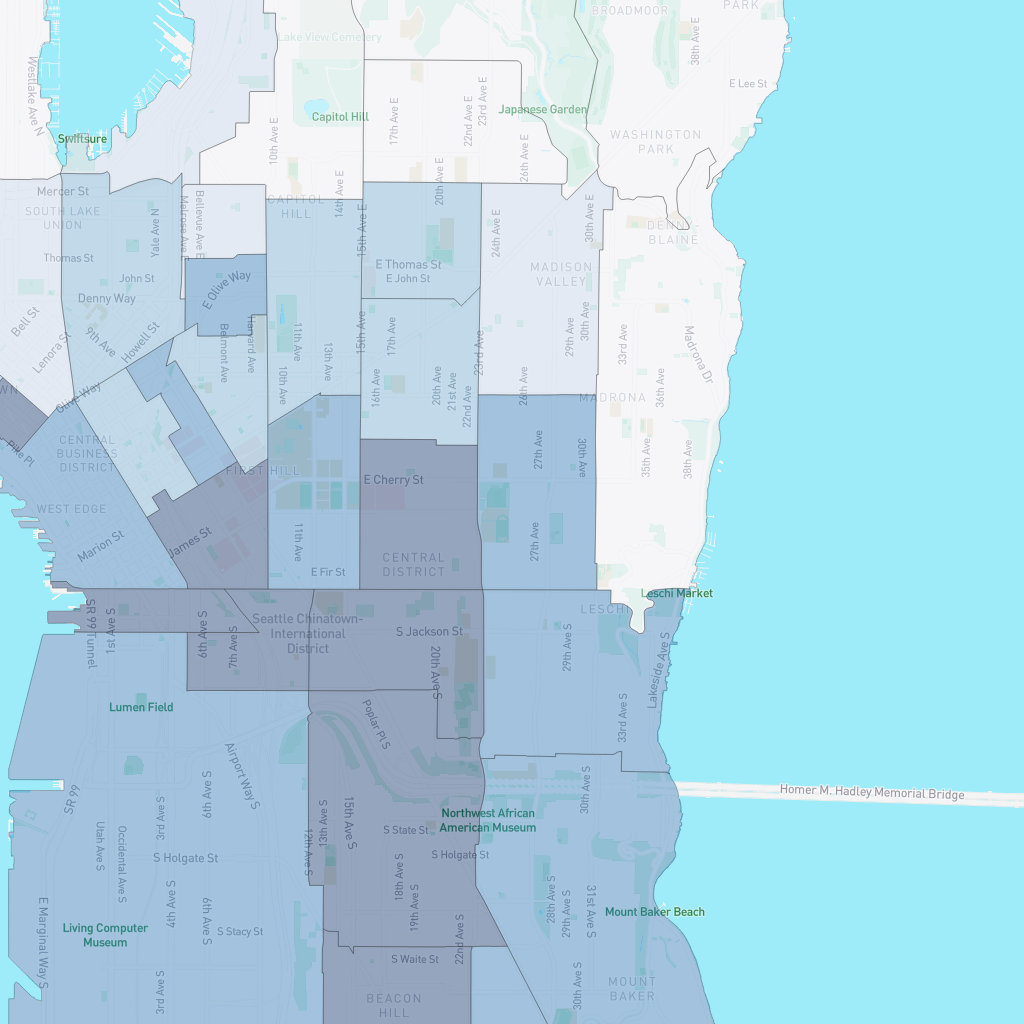 BROADMOOR
PARK
Lake View Cemetery
38th Ave E
Westlake Ave N
E Lee St
23rd Ave E
17th Ave E
22nd Ave E
Capitol Hill
Japanese Garden
10th Ave E
26th Ave E
WASHINGTON
PARK
Swiftsure
20th Ave E
14th Ave E
Mercer St
SOUTH LAKE
UNION
Yale Ave N
Melrose Ave E
Bellevue Ave E
CAPITOL
HILL
15th Ave E
24th Ave E
30th Ave E
DENNY-
BLAINE
Thomas St
John St
E Thomas St
E John St
MADISON
VALLEY
Denny Way
E Olive Way
Bell St
Lenora St
9th Ave
Howell St
Belmont Ave
Harvard Ave
11th Ave
10th Ave
13th Ave
15th Ave
17th Ave
16th Ave
20th Ave
21st Ave
22nd Ave
23rd Ave
26th Ave
29th Ave
30th Ave
33rd Ave
36th Ave
Madrona Dr
MADRONA
WN
Olive Way
Pike Pl
CENTRAL
BUSINESS
DISTRICT
FIRST HILL
E Cherry St
27th Ave
30th Ave
35th Ave
38th Ave
WEST EDGE
Marion St
James St
11th Ave
27th Ave
CENTRAL
DISTRICT
E Fir St
Leschi Market
LESCHI
SR 99 Tunnel
1st Ave S
6th Ave S
7th Ave S
Seattle Chinatown-
International
District
S Jackson St
20th Ave S
29th Ave S
33rd Ave S
Lakeside Ave S
Lumen Field
Poplar Pl S
Airport Way S
SR 99
6th Ave S
3rd Ave S
Utah Ave S
Occidental Ave S
S Holgate St
12th Ave S
13th Ave S
15th Ave S
S State St
Northwest African
American Museum
S Holgate St
30th Ave S
Homer M. Hadley Memorial Bridge
4th Ave S
6th Ave S
18th Ave S
19th Ave S
22nd Ave S
28th Ave S
29th Ave S
31st Ave S
Mount Baker Beach
E Marginal Way S
Living Computer
Museum
S Stacy St
S Waite St
3rd Ave S
BEACON
HILL
30th Ave S
MOUNT
BAKER